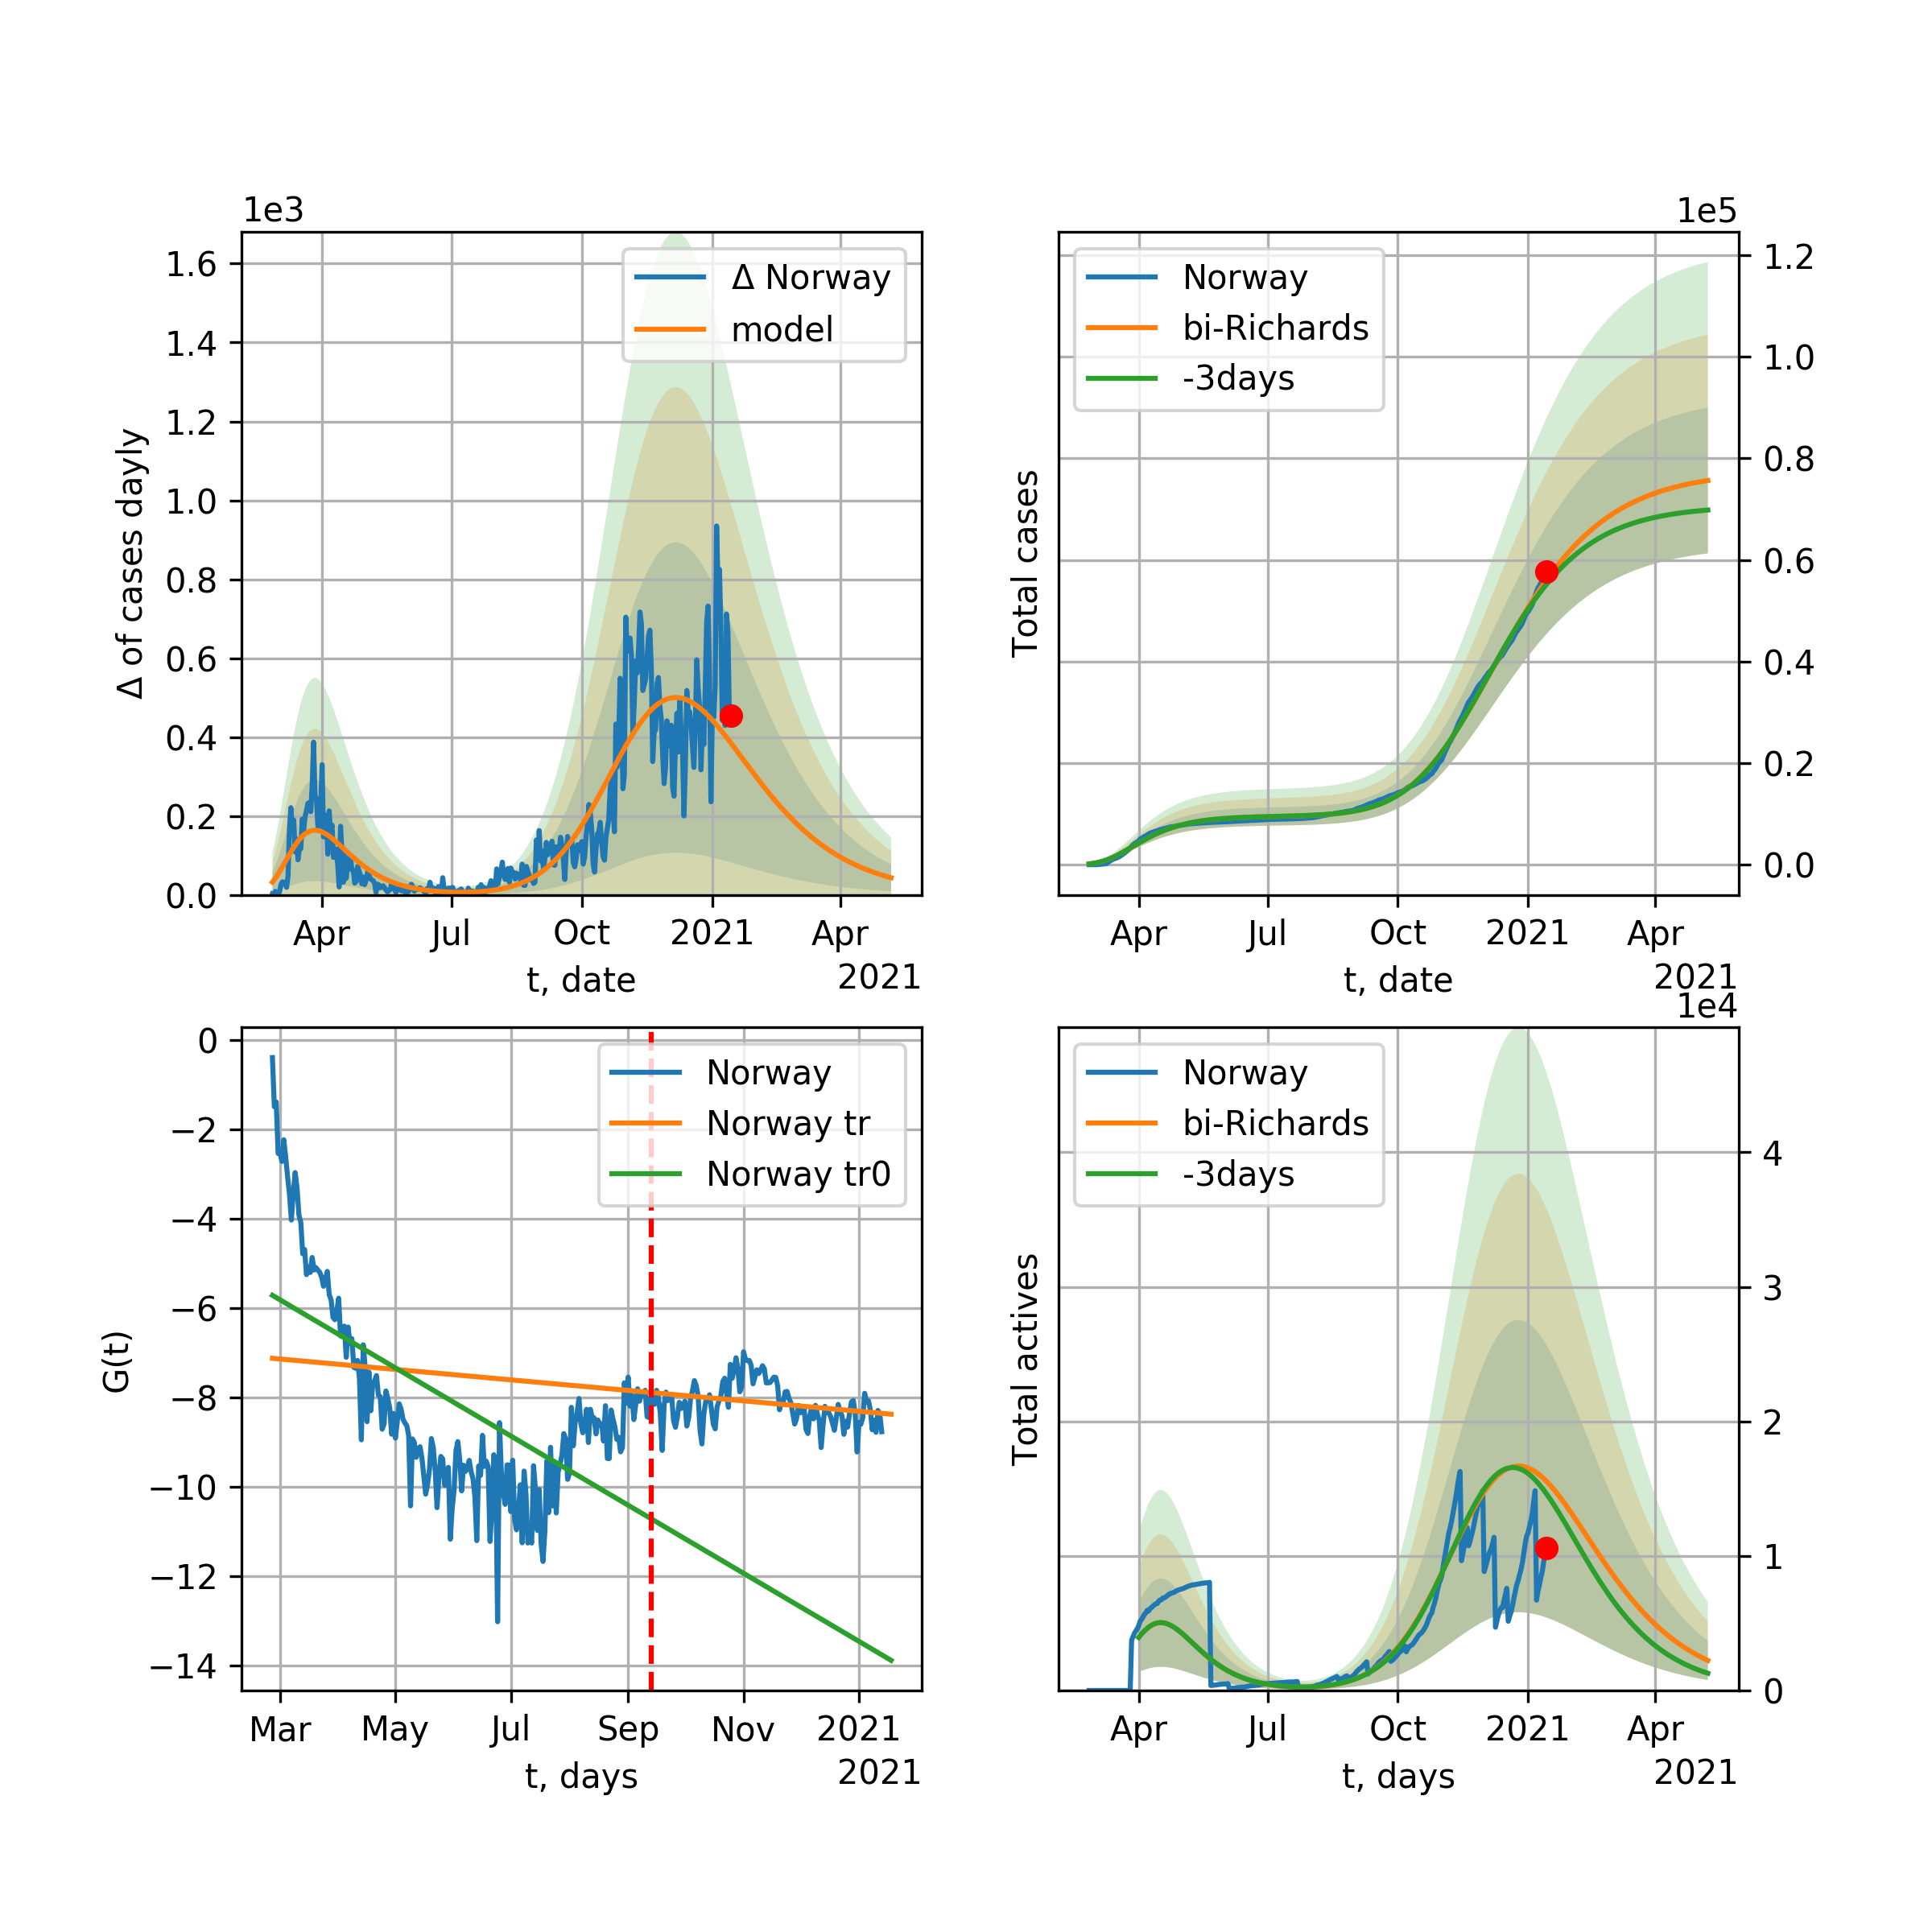 1e3
Δ of cases dayly
1.6
1.4
1.2
1.0
0.8
0.6
0.4
0.2
0.0
Δ Norway
model
Apr
Jul
Oct
2021
Apr
t, date
2021
1e5
Total cases
Norway
bi-Richards
-3days
1.2
1.0
0.8
0.6
0.4
0.2
0.0
Apr
Jul
Oct
2021
Apr
t, date
2021
G(t)
0
−2
−4
−6
−8
−10
−12
−14
Norway
Norway tr
Norway tr0
Mar
May
Jul
Sep
Nov
2021
t, days
2021
1e4
Total actives
Norway
bi-Richards
-3days
4
3
2
1
0
Apr
Jul
Oct
2021
Apr
t, days
2021